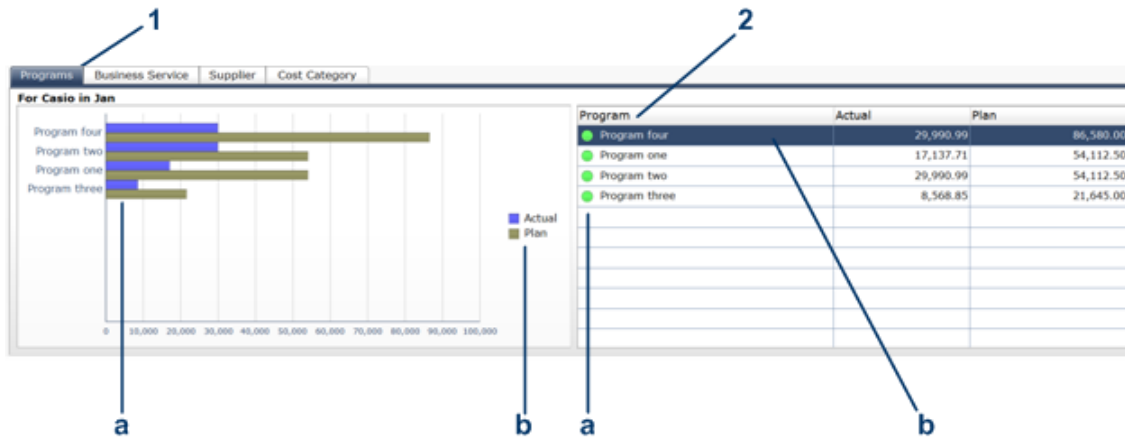 1
2
Programs Business Service Supplier Cost Category
For Casio in Jan
Program four
Program two
Program one
Program three
Actual
Plan
0 10,000 20,000 30,000 40,000 50,000 60,000 70,000 80,000 90,000 100,000
Program Actual Plan
Program four 29,990.99 86,580.00
Program one 17,137.71 54,112.50
Program two 29,990.99 54,112.50
Program three 8,568.85 21,645.00
a b a b